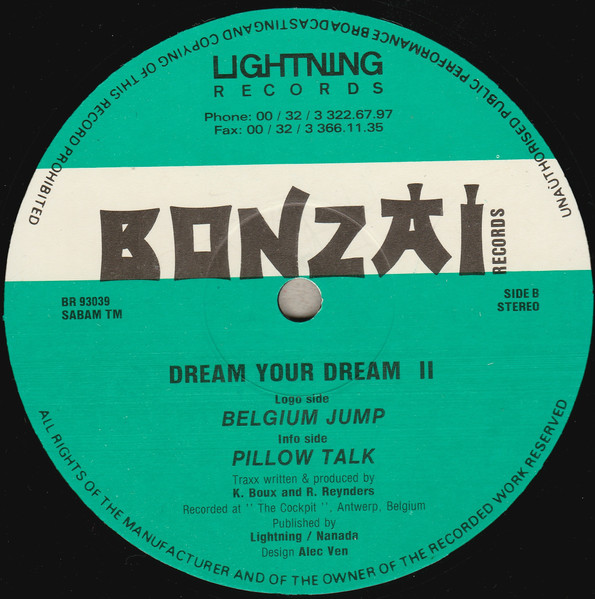 UNAUTHORISED PUBLIC PERFORMANCE BROADCASTING AND COPYING OF THIS RECORD PROHIBITED
LIGHTNING
RECORDS
Phone: 00 / 32 / 3 322.67.97
Fax: 00 / 32 / 3 366.11.35
BONZAI
RECORDS
BR 93039
SABAM TM
SIDE B
STEREO
DREAM YOUR DREAM II
Logo side
BELGIUM JUMP
Info side
PILLOW TALK
Traxx written & produced by
K. Boux and R. Reynders
Recorded at '' The Cockpit '', Antwerp, Belgium
Published by
Lightning / Nanada
Design Alec Ven
ALL RIGHTS OF THE MANUFACTURER AND OF THE OWNER OF THE RECORDED WORK RESERVED